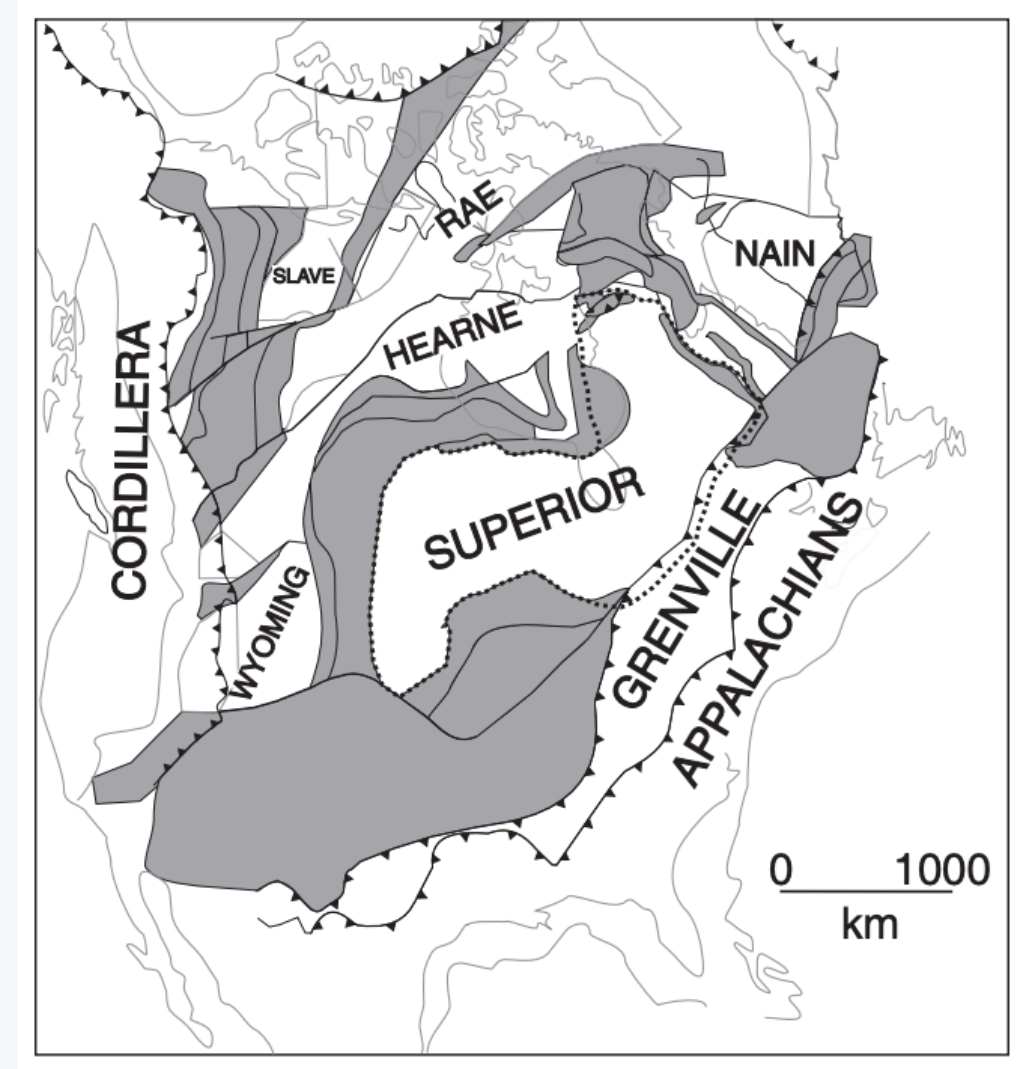 RAE
NAIN
SLAVE
HEARNE
CORDILLERA
SUPERIOR
WYOMING
GRENVILLE
APPALACHIANS
0 1000
km